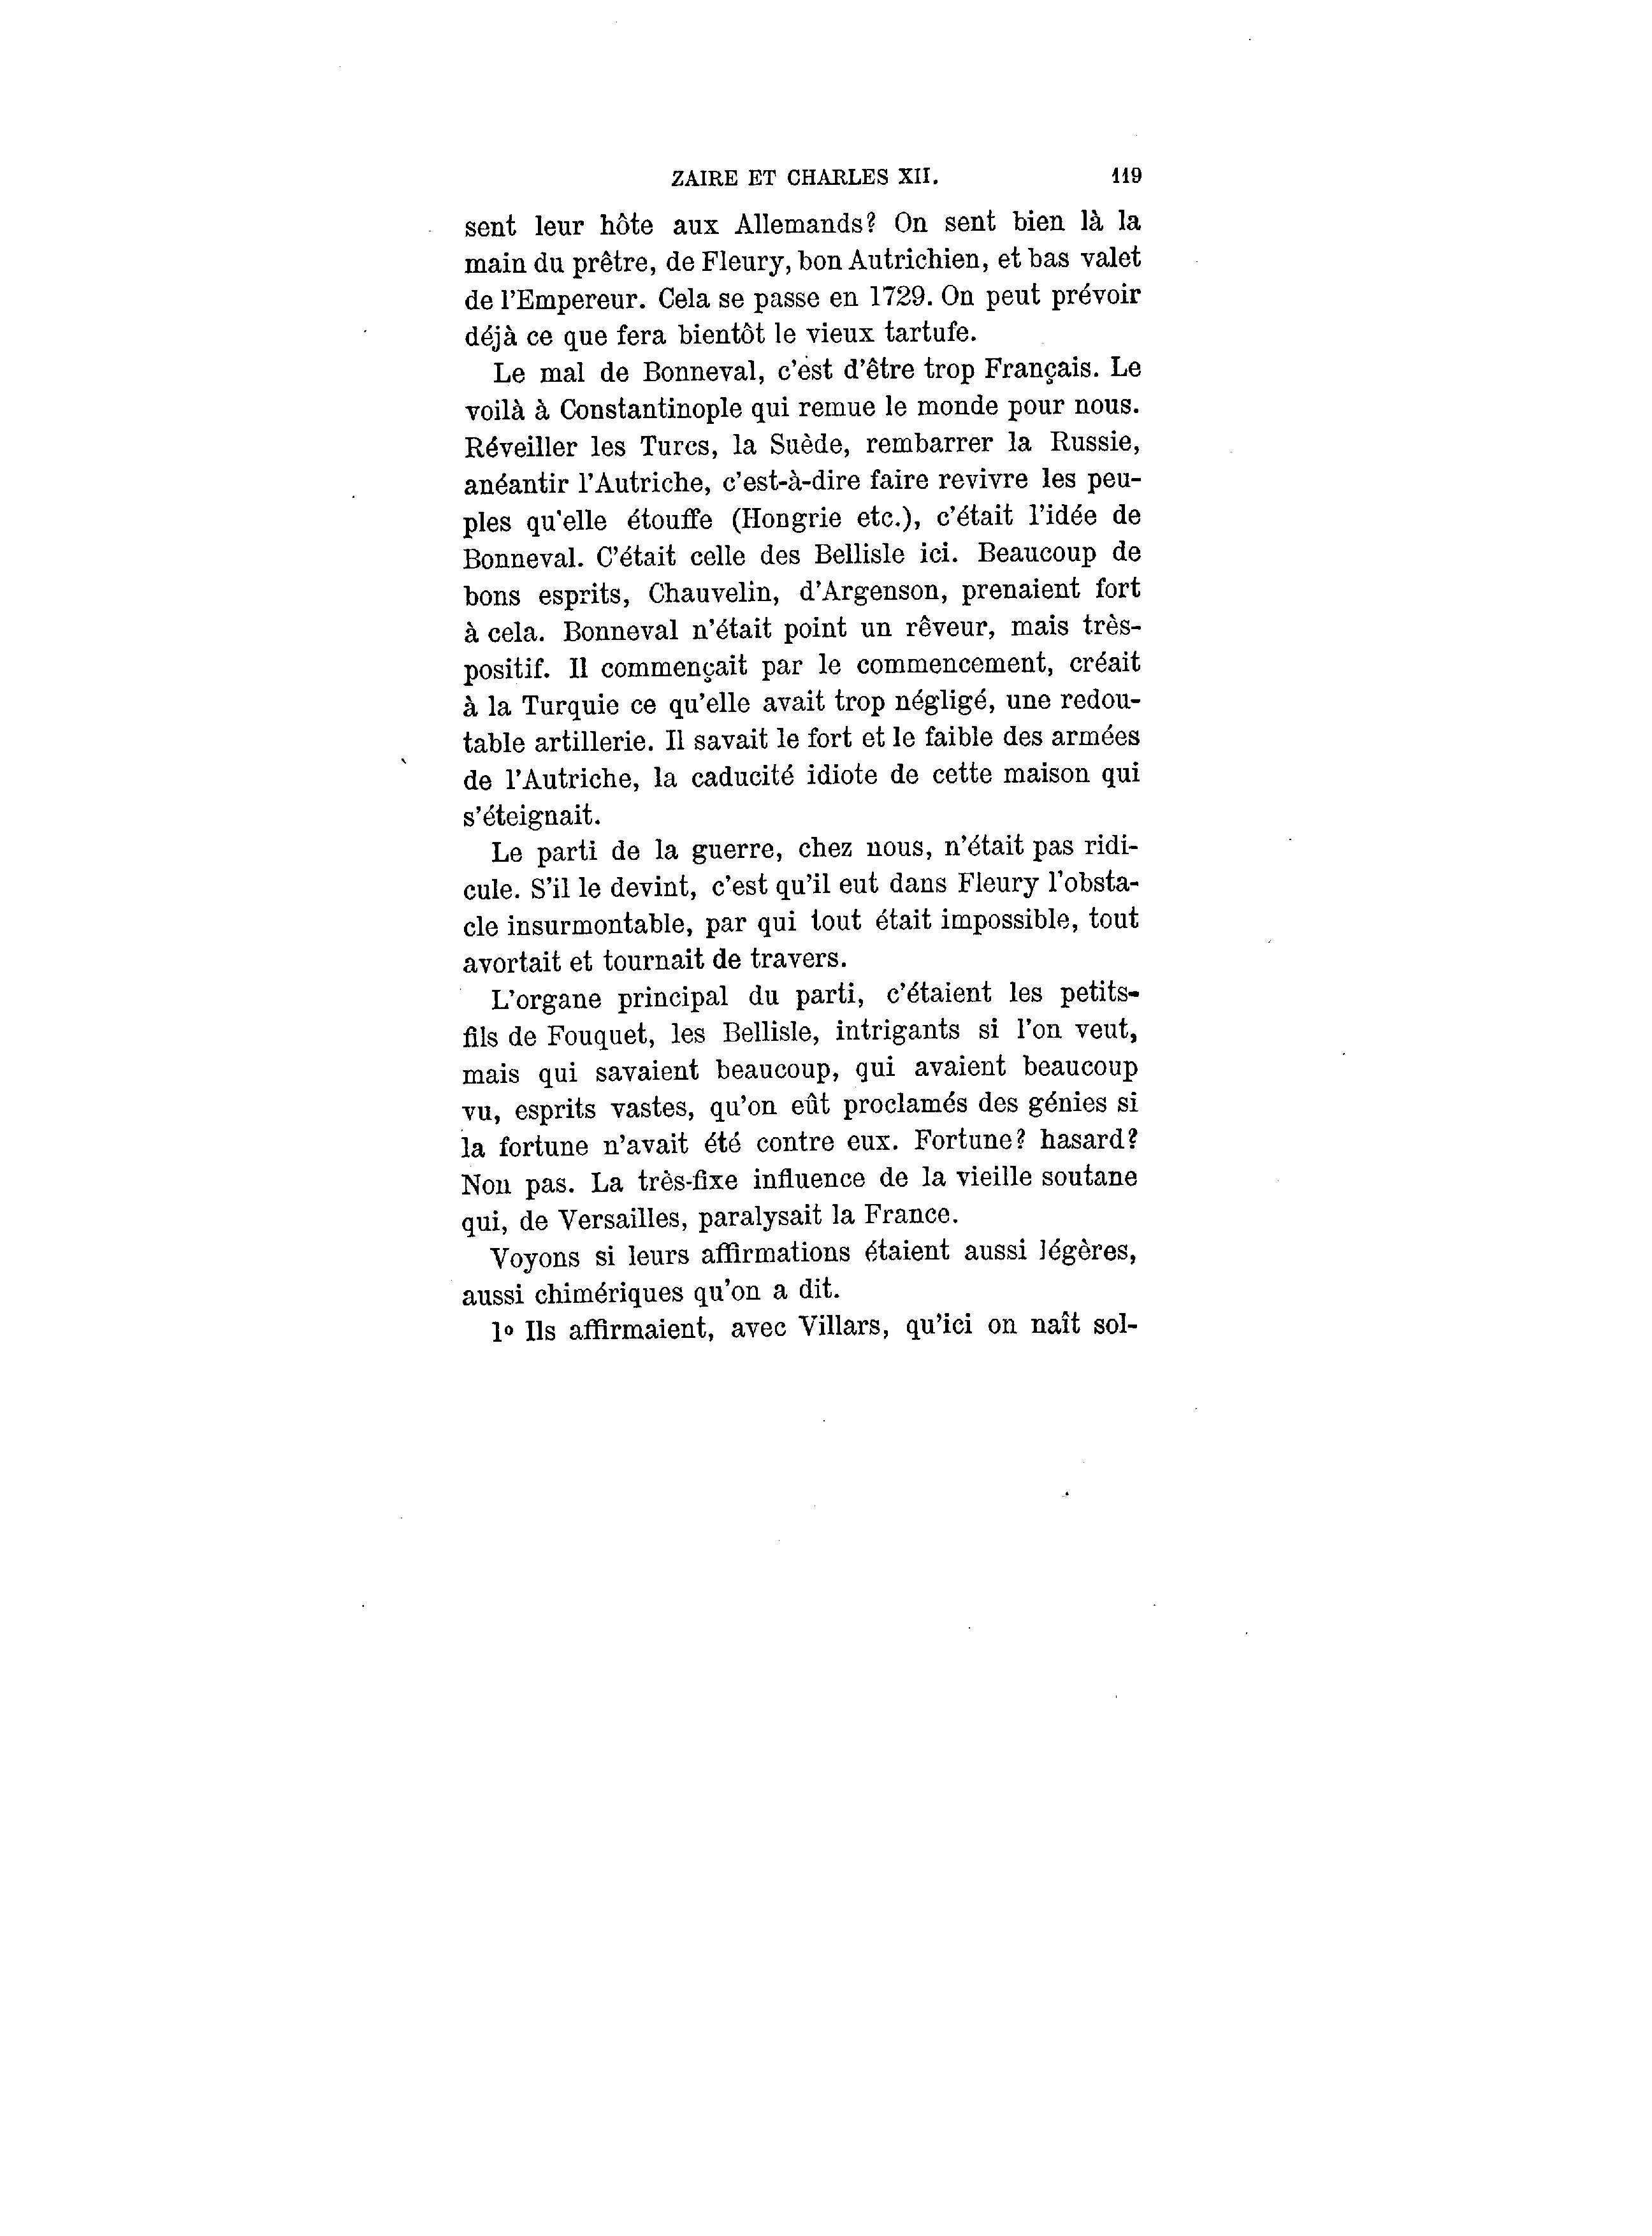 ZAIRE ET CHARLES XII. 119
sent leur hôte aux Allemands? On sent bien là la
main du prêtre, de Fleury, bon Autrichien, et bas valet
de l'Empereur. Cela se passe en 1729. On peut prévoir
déjà ce que fera bientôt le vieux tartufe.
Le mal de Bonneval, c'est d'être trop Français. Le
voilà à Constantinople qui remue le monde pour nous.
Réveiller les Turcs, la Suède, rembarrer la Russie,
anéantir l'Autriche, c'est-à-dire faire revivre les peu-
ples qu'elle étouffe (Hongrie etc.), c'était l'idée de
Bonneval. C'était celle des Bellisle ici. Beaucoup de
bons esprits, Chauvelin, d'Argenson, prenaient fort
à cela. Bonneval n'était point un rêveur, mais très-
positif. Il commençait par le commencement, créait
à la Turquie ce qu'elle avait trop négligé, une redou-
table artillerie. Il savait le fort et le faible des armées
de l'Autriche, la caducité idiote de cette maison qui
s'éteignait.
Le parti de la guerre, chez nous, n'était pas ridi-
cule. S'il le devint, c'est qu'il eut dans Fleury l'obsta-
cle insurmontable, par qui tout était impossible, tout
avortait et tournait de travers.
L'organe principal du parti, c'étaient les petits-
fils de Fouquet, les Bellisle, intrigants si l'on veut,
mais qui savaient beaucoup, qui avaient beaucoup
vu, esprits vastes, qu'on eût proclamés des génies si
la fortune n'avait été contre eux. Fortune? hasard?
Non pas. La très-fixe influence de la vieille soutane
qui, de Versailles, paralysait la France.
Voyons si leurs affirmations étaient aussi légères,
aussi chimériques qu'on a dit.
1º Ils affirmaient, avec Villars, qu'ici on naît sol-